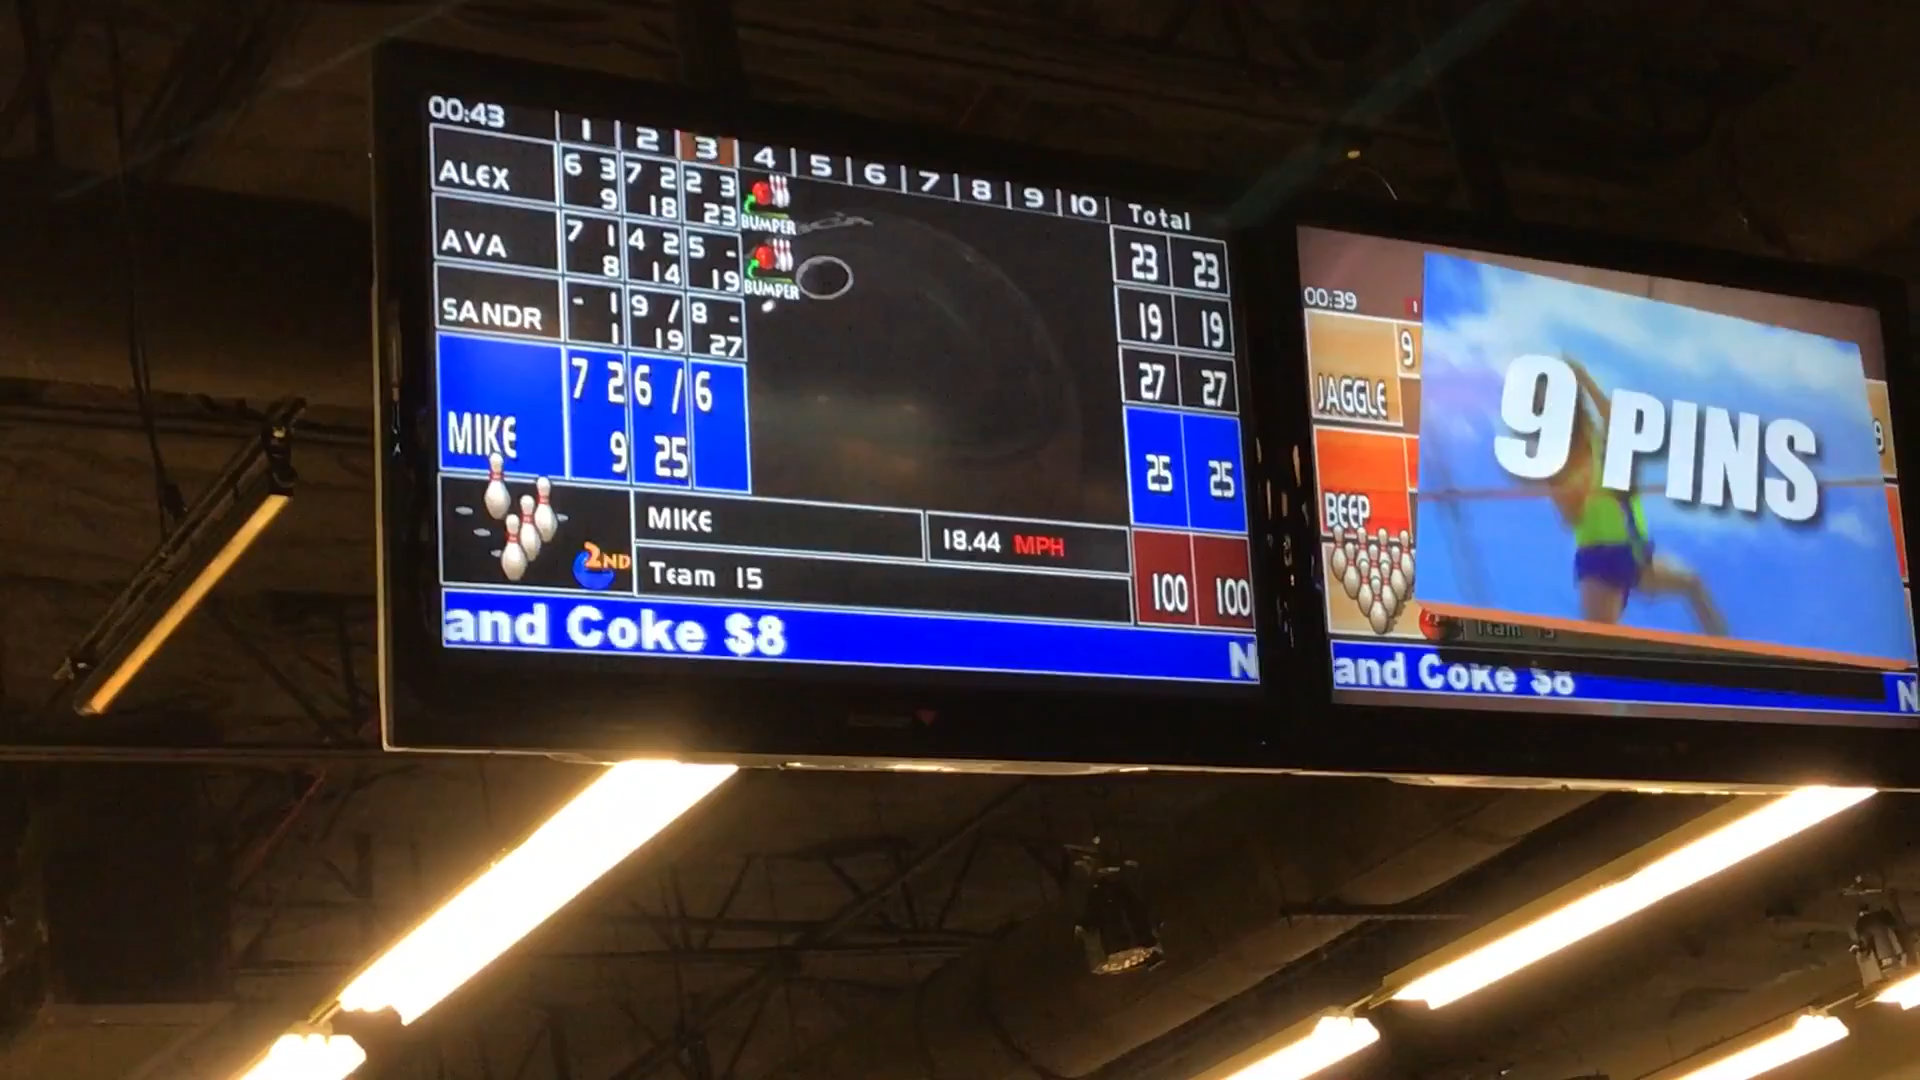 00:43 1 2 3 4 5 6 7 8 9 10 Total
ALEX 6 3 7 2 2 3 23 23
9 18 23 BUMPER
AVA 7 1 4 2 5 - 19 19
8 14 19 BUMPER
SANDR - 1 9 / 8 - 27 27
1 19 27
MIKE 7 2 6 / 6 25 25
9 25
MIKE 18.44 MPH
2ND Team 15 100 100
and Coke $8 N
00:39 1
JAGGLE 9
BEEP
9 PINS
Team 15
and Coke $8 N